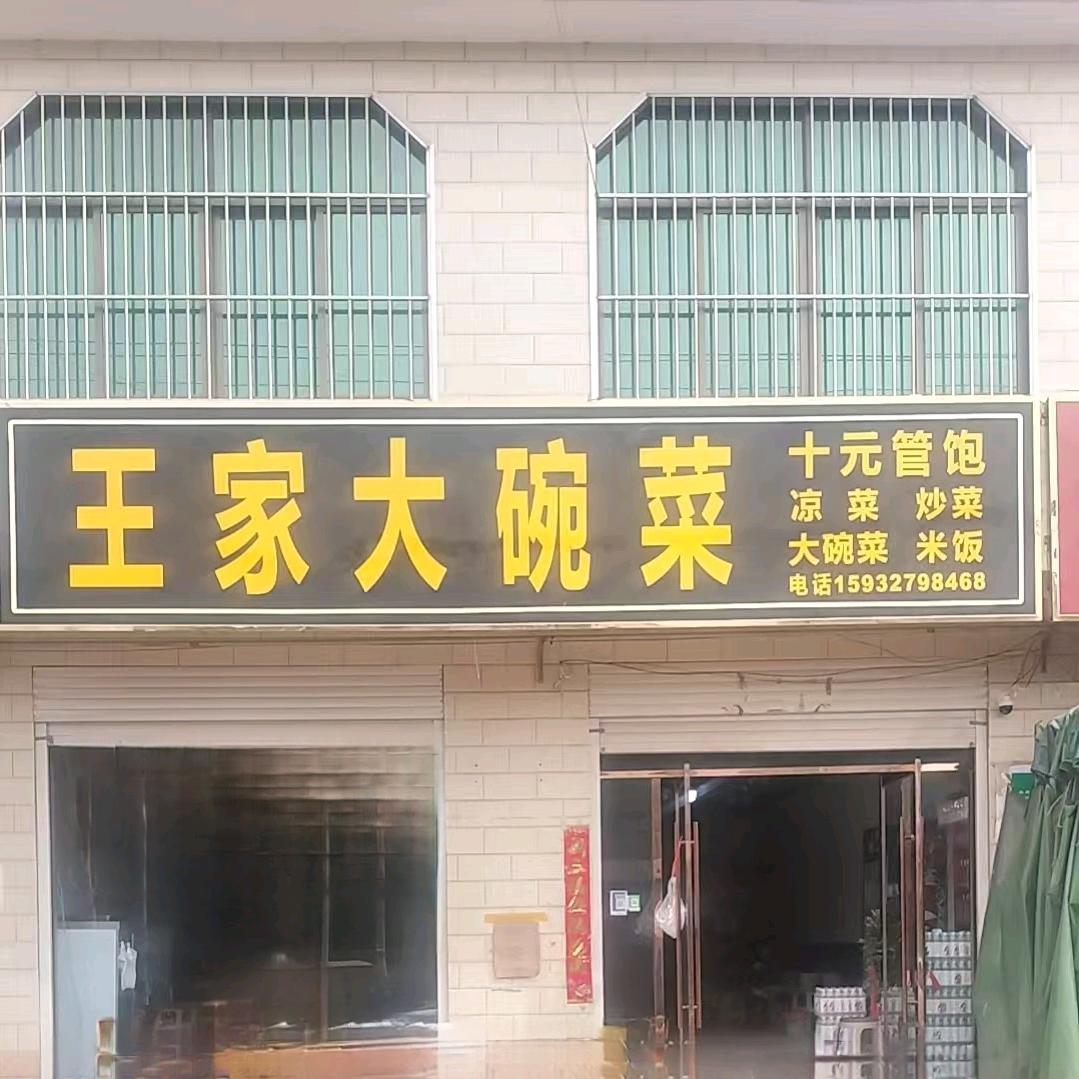 王家大碗菜
十元管饱
凉菜 炒菜
大碗菜 米饭
电话15932798468